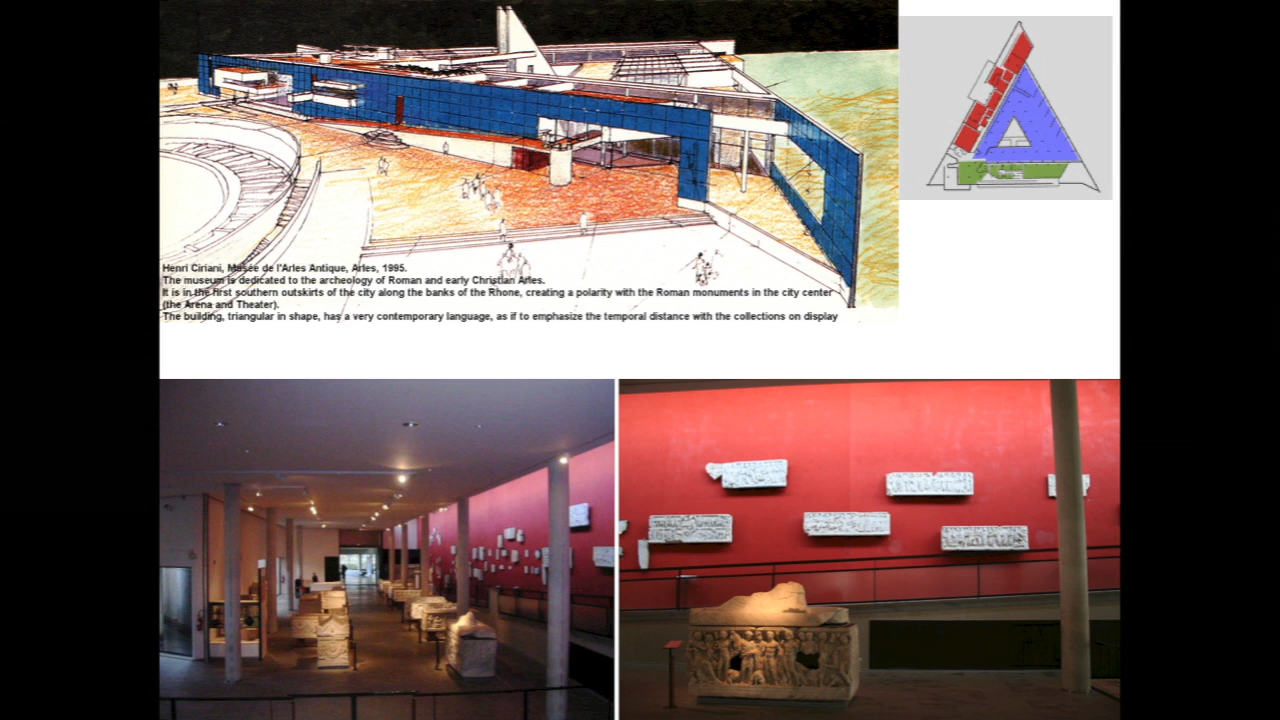 Henri Ciriani, Musée de l'Arles Antique, Arles, 1995.
The museum is dedicated to the archeology of Roman and early Christian Arles.
It is in the first southern outskirts of the city along the banks of the Rhone, creating a polarity with the Roman monuments in the city center
(the Arena and Theater).
The building, triangular in shape, has a very contemporary language, as if to emphasize the temporal distance with the collections on display